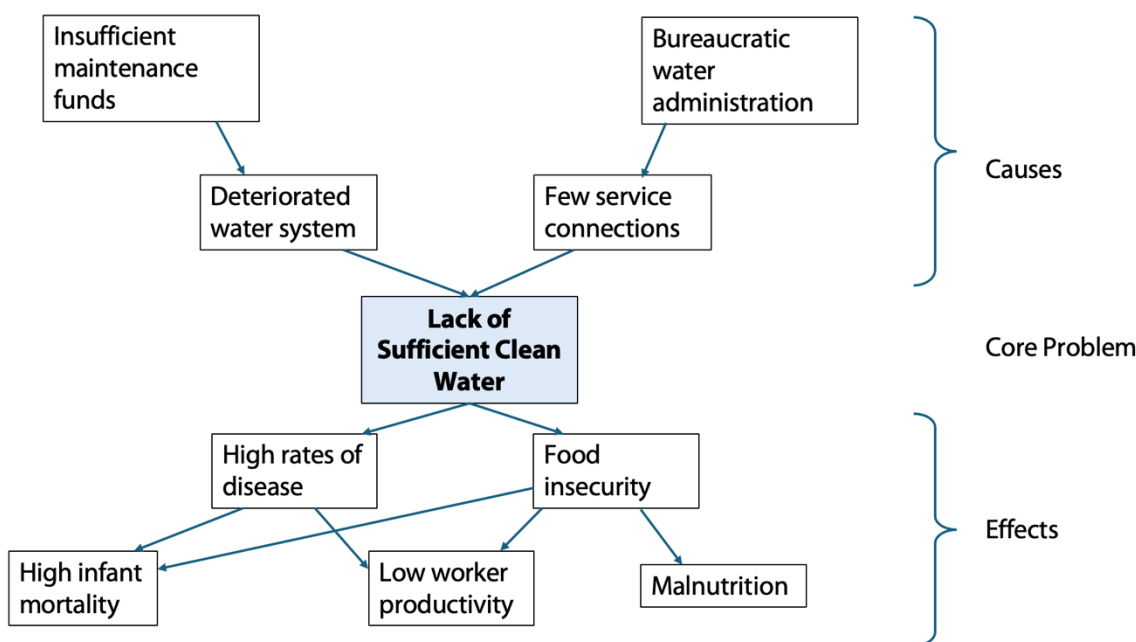 Insufficient
maintenance
funds
Bureaucratic
water
administration
Causes
Deteriorated
water system
Few service
connections
Lack of
Sufficient Clean
Water
Core Problem
High rates of
disease
Food
insecurity
Effects
High infant
mortality
Low worker
productivity
Malnutrition